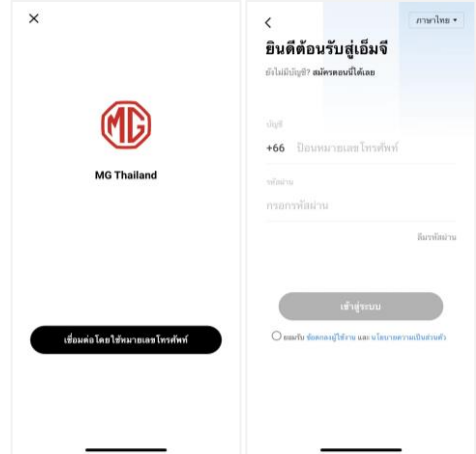 MG
MG Thailand
เชื่อมต่อโดยใช้หมายเลขโทรศัพท์
ภาษาไทย
ยินดีต้อนรับสู่เอ็มจี
ยังไม่มีบัญชี? สมัครตอนนี้ได้เลย
บัญชี
+66 ป้อนหมายเลขโทรศัพท์
รหัสผ่าน
กรอกรหัสผ่าน
ลืมรหัสผ่าน
เข้าสู่ระบบ
ยอมรับ ข้อตกลงผู้ใช้งาน และ นโยบายความเป็นส่วนตัว